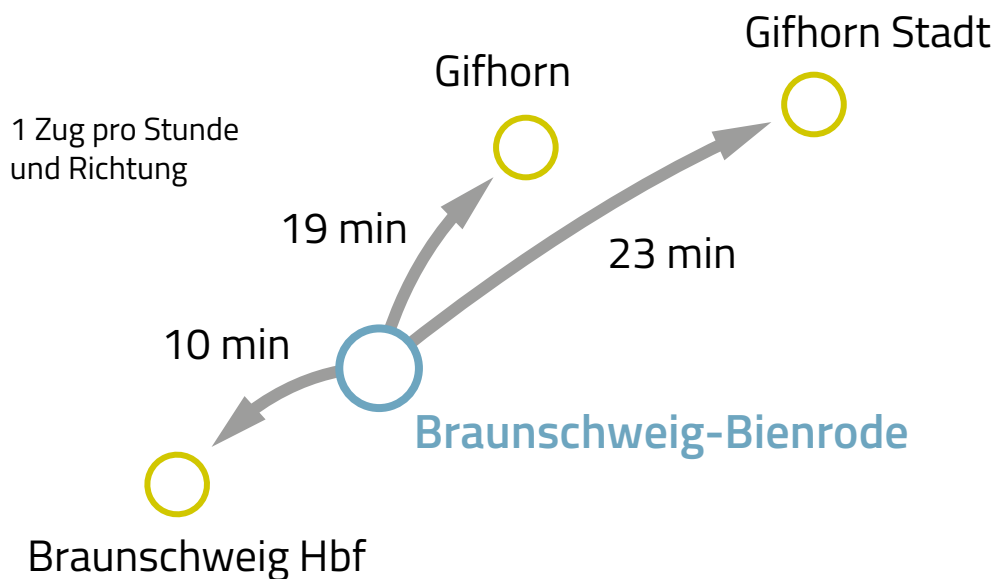 Gifhorn Stadt
Gifhorn
1 Zug pro Stunde
und Richtung
19 min
23 min
10 min
Braunschweig-Bienrode
Braunschweig Hbf